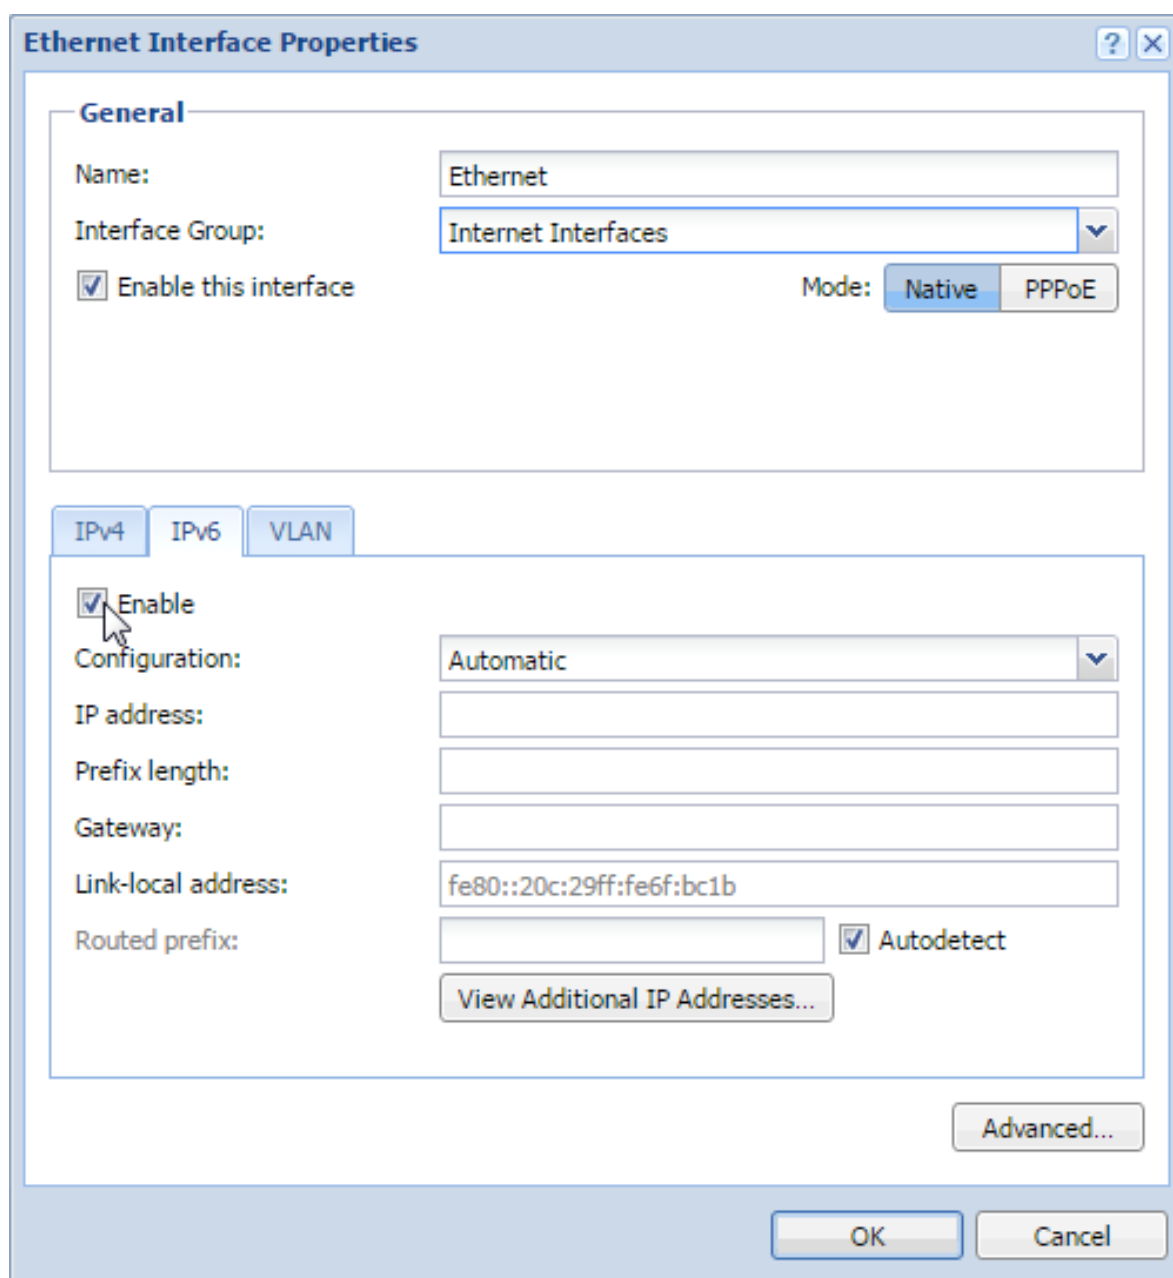 Ethernet Interface Properties
General
Name: Ethernet
Interface Group: Internet Interfaces
Enable this interface Mode: Native PPPoE
IPv4 IPv6 VLAN
Enable
Configuration: Automatic
IP address:
Prefix length:
Gateway:
Link-local address: fe80::20c:29ff:fe6f:bc1b
Routed prefix: Autodetect
View Additional IP Addresses...
Advanced...
OK Cancel